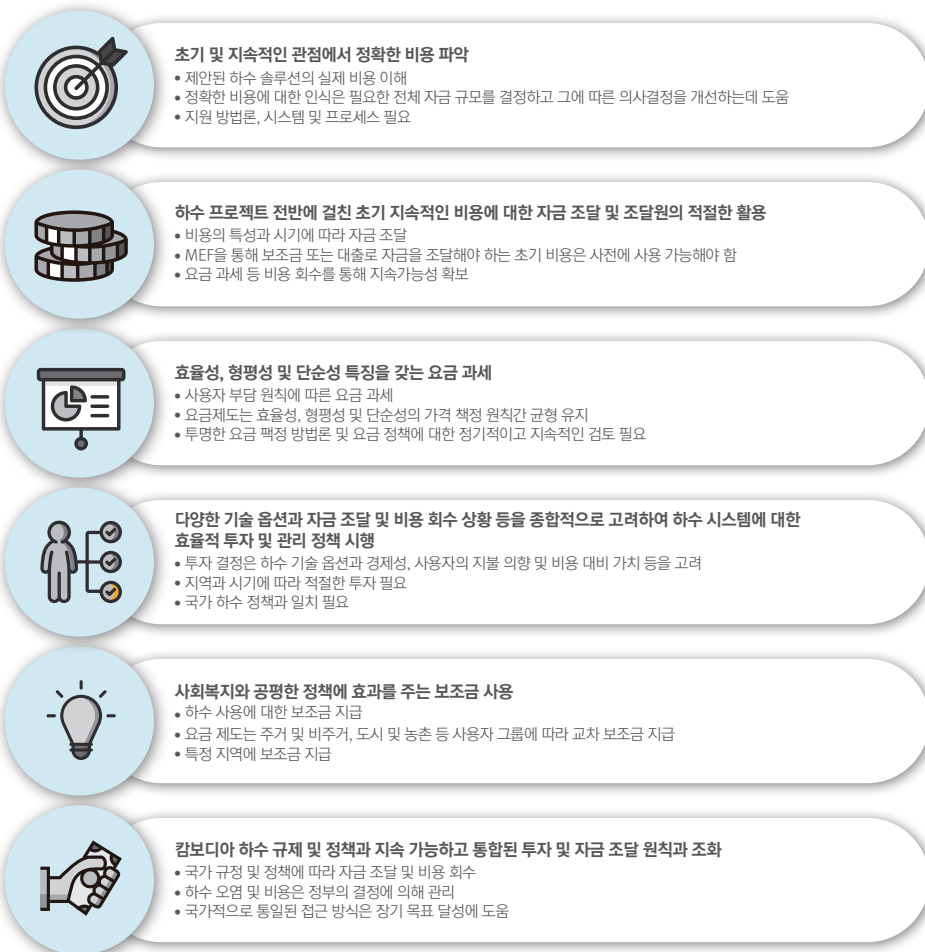 초기 및 지속적인 관점에서 정확한 비용 파악
• 제안된 하수 솔루션의 실제 비용 이해
• 정확한 비용에 대한 인식은 필요한 전체 자금 규모를 결정하고 그에 따른 의사결정을 개선하는데 도움
• 지원 방법론, 시스템 및 프로세스 필요
하수 프로젝트 전반에 걸친 초기 지속적인 비용에 대한 자금 조달 및 조달원의 적절한 활용
• 비용의 특성과 시기에 따라 자금 조달
• MEF을 통해 보조금 또는 대출로 자금을 조달해야 하는 초기 비용은 사전에 사용 가능해야 함
• 요금 과세 등 비용 회수를 통해 지속가능성 확보
효율성, 형평성 및 단순성 특징을 갖는 요금 과세
• 사용자 부담 원칙에 따른 요금 과세
• 요금제도는 효율성, 형평성 및 단순성의 가격 책정 원칙간 균형 유지
• 투명한 요금 팩정 방법론 및 요금 정책에 대한 정기적이고 지속적인 검토 필요
다양한 기술 옵션과 자금 조달 및 비용 회수 상황 등을 종합적으로 고려하여 하수 시스템에 대한
효율적 투자 및 관리 정책 시행
• 투자 결정은 하수 기술 옵션과 경제성, 사용자의 지불 의향 및 비용 대비 가치 등을 고려
• 지역과 시기에 따라 적절한 투자 필요
• 국가 하수 정책과 일치 필요
사회복지와 공평한 정책에 효과를 주는 보조금 사용
• 하수 사용에 대한 보조금 지급
• 요금 제도는 주거 및 비주거, 도시 및 농촌 등 사용자 그룹에 따라 교차 보조금 지급
• 특정 지역에 보조금 지급
캄보디아 하수 규제 및 정책과 지속 가능하고 통합된 투자 및 자금 조달 원칙과 조화
• 국가 규정 및 정책에 따라 자금 조달 및 비용 회수
• 하수 오염 및 비용은 정부의 결정에 의해 관리
• 국가적으로 통일된 접근 방식은 장기 목표 달성에 도움